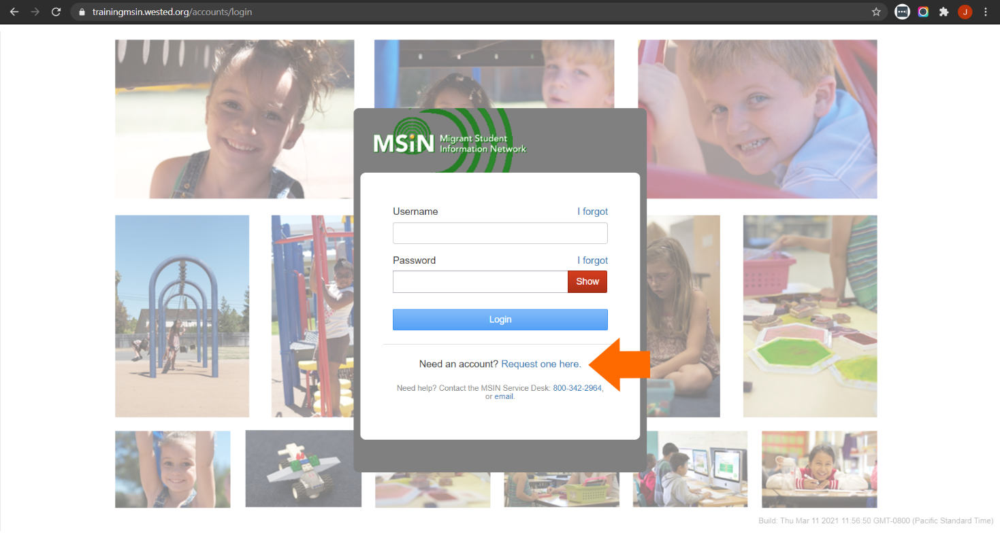 trainingmsin.wested.org/accounts/login
J
MSiN Migrant Student
Information Network
Username I forgot
Password I forgot
Show
Login
Need an account? Request one here.
Need help? Contact the MSIN Service Desk: 800-342-2964,
or email.
Build: Thu Mar 11 2021 11:56:50 GMT-0800 (Pacific Standard Time)